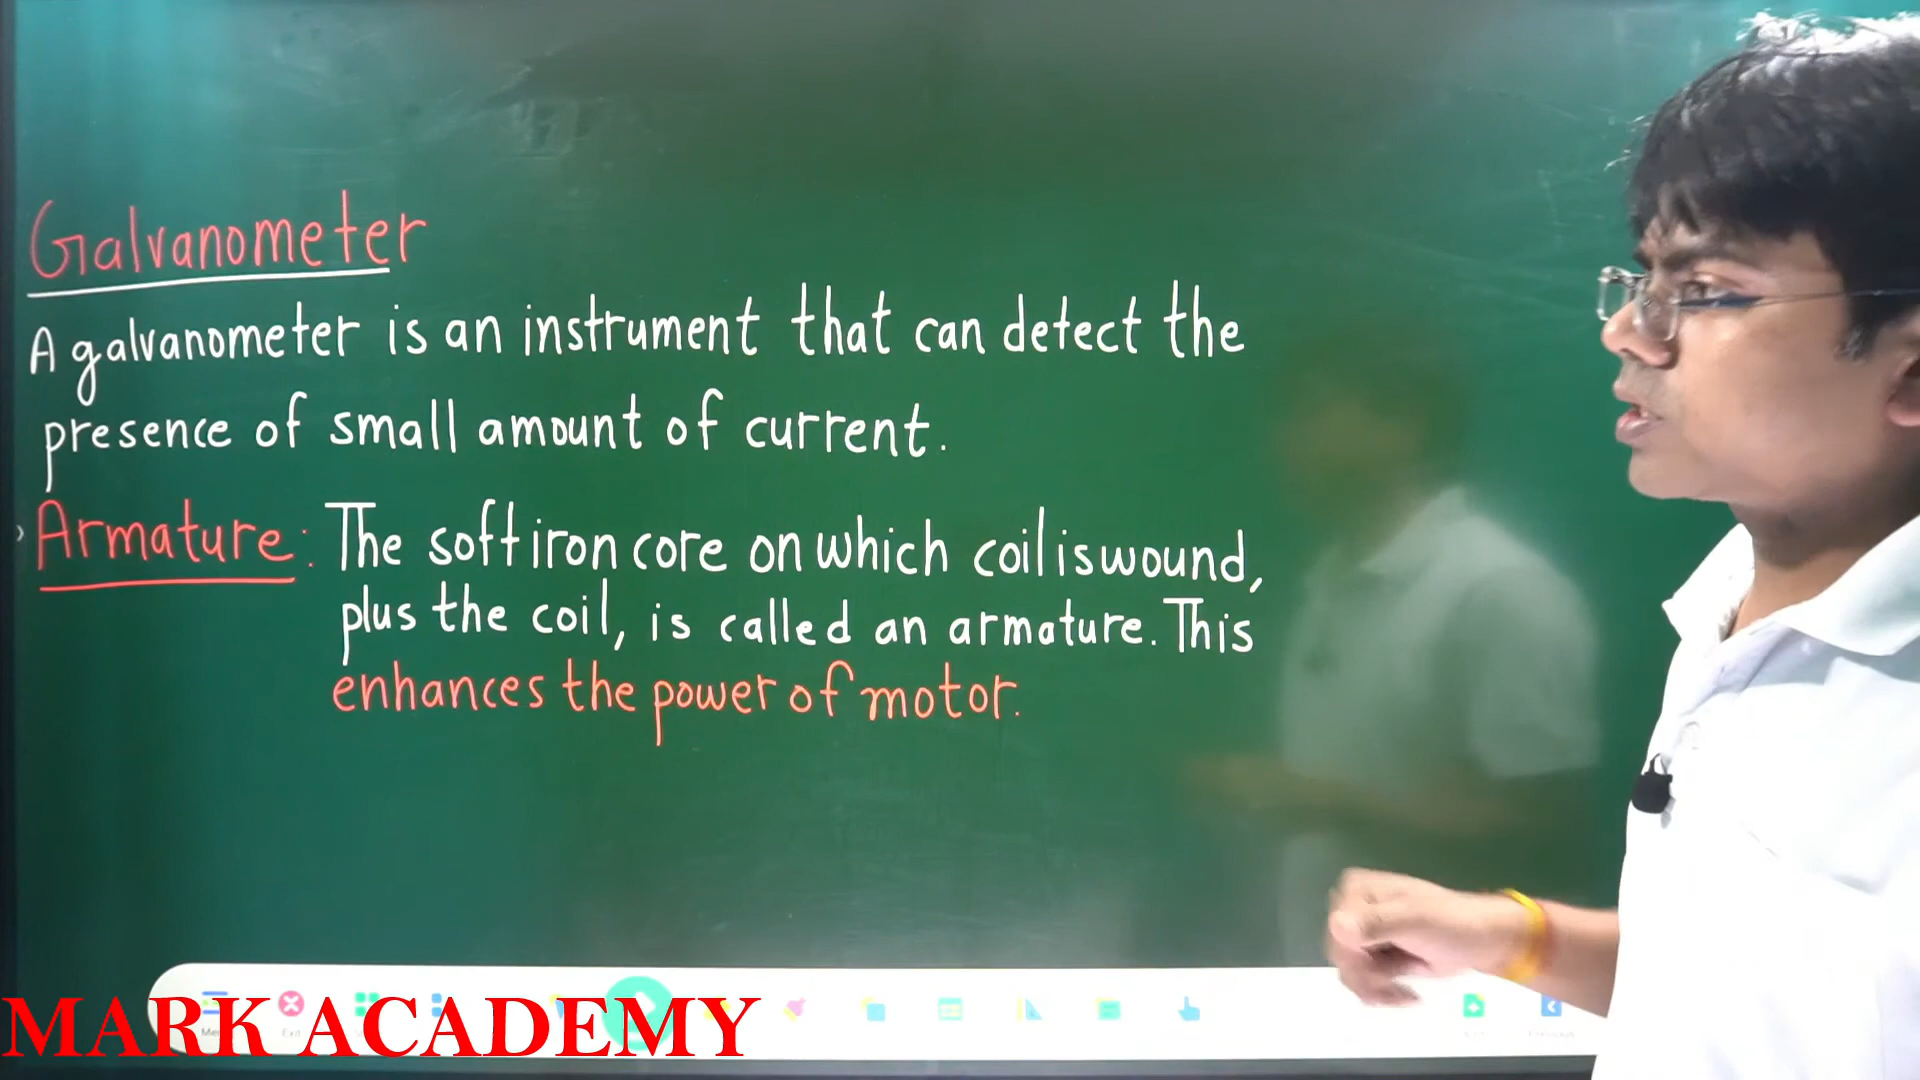 Galvanometer
A galvanometer is an instrument that can detect the
presence of small amount of current.
Armature: The soft iron core on which coil is wound,
plus the coil, is called an armature. This
enhances the power of motor.
MARK ACADEMY